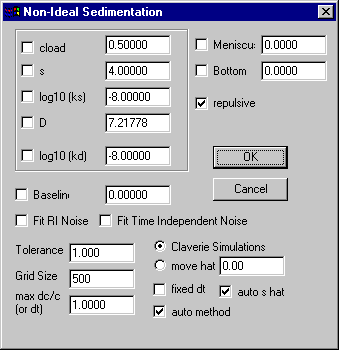 Non-Ideal Sedimentation
cload 0.50000
s 4.00000
log10 (ks) -8.00000
D 7.21778
log10 (kd) -8.00000
Meniscu: 0.0000
Bottom 0.0000
repulsive
OK
Cancel
Baseline 0.00000
Fit RI Noise Fit Time Independent Noise
Tolerance 1.000
Grid Size 500
max dc/c (or dt) 1.0000
Claverie Simulations
move hat 0.00
fixed dt auto s hat
auto method